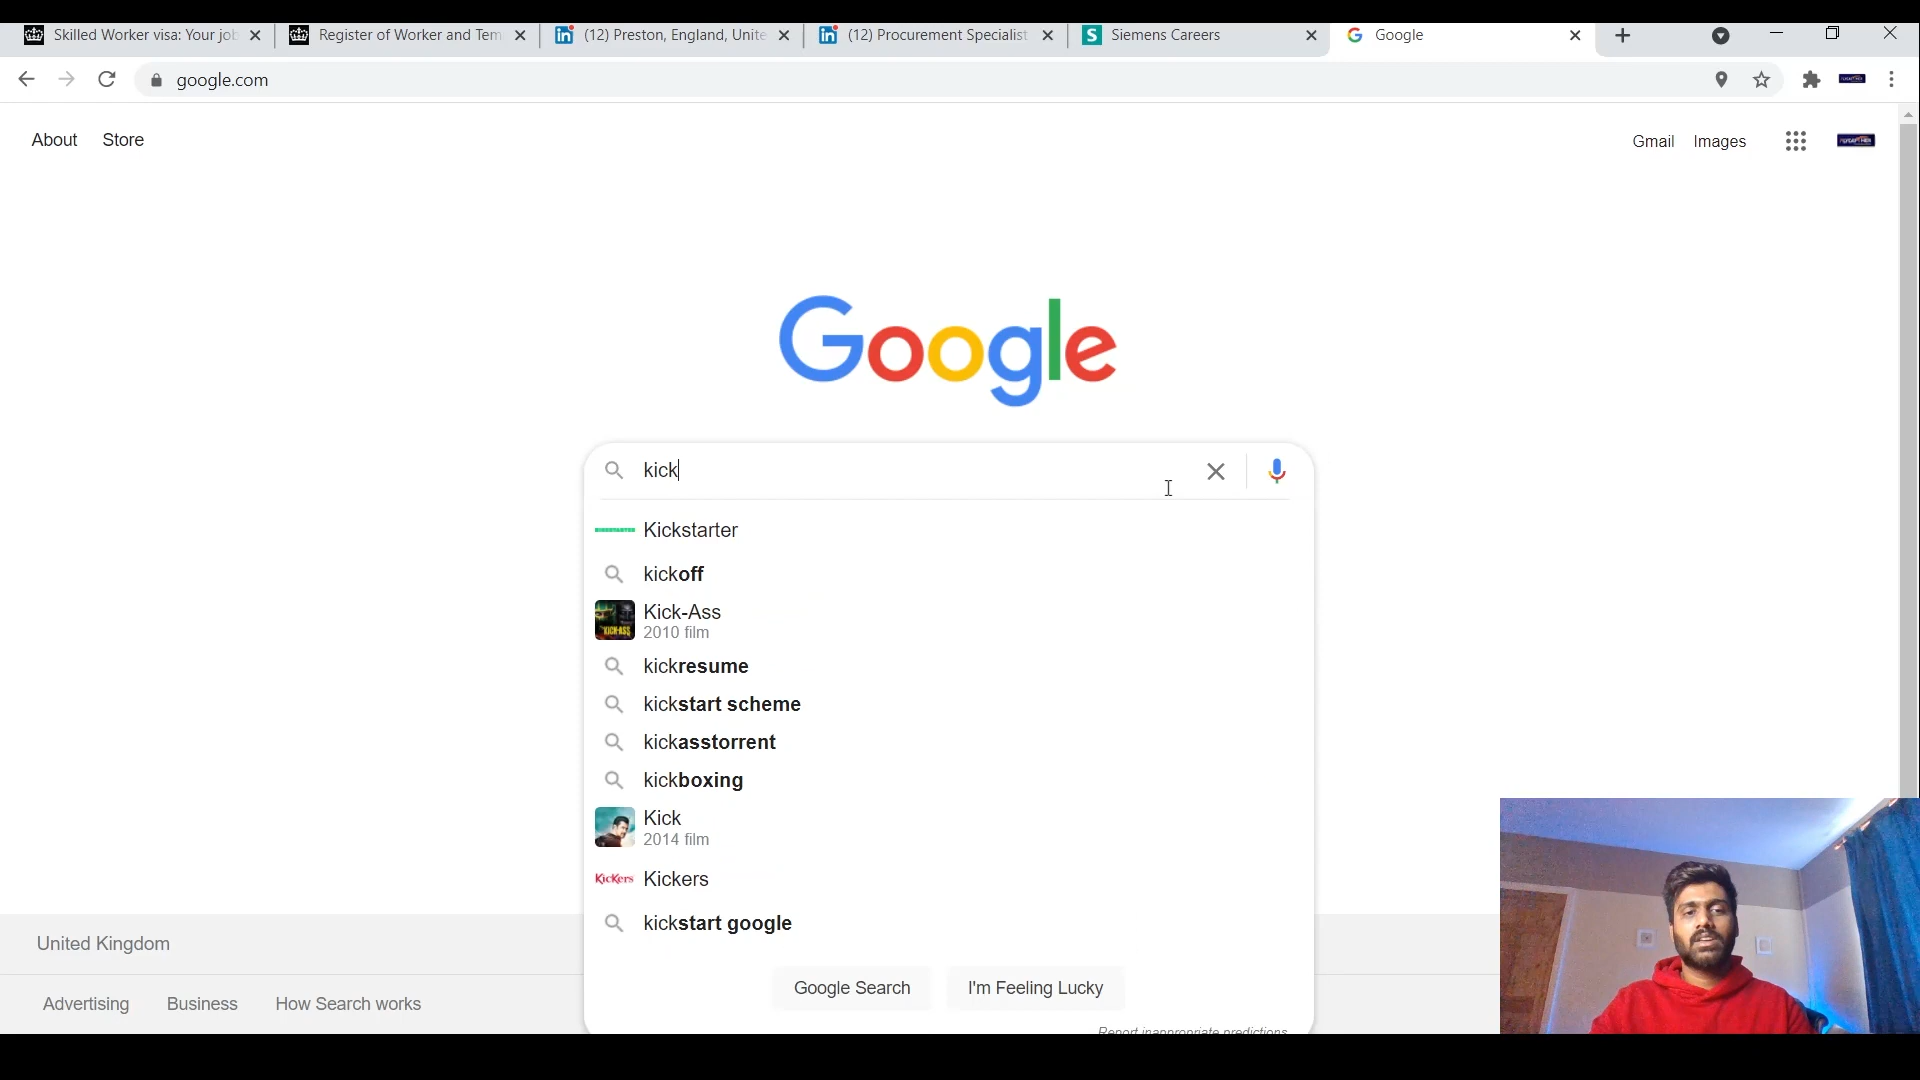 Skilled Worker visa: Your job
Register of Worker and Tem
(12) Preston, England, Unite
(12) Procurement Specialist
Siemens Careers
Google
google.com
About
Store
Gmail
Images
Google
kick
Kickstarter
kickoff
Kick-Ass
2010 film
kickresume
kickstart scheme
kickasstorrent
kickboxing
Kick
2014 film
KicKers Kickers
kickstart google
Google Search
I'm Feeling Lucky
Report inappropriate predictions
United Kingdom
Advertising
Business
How Search works